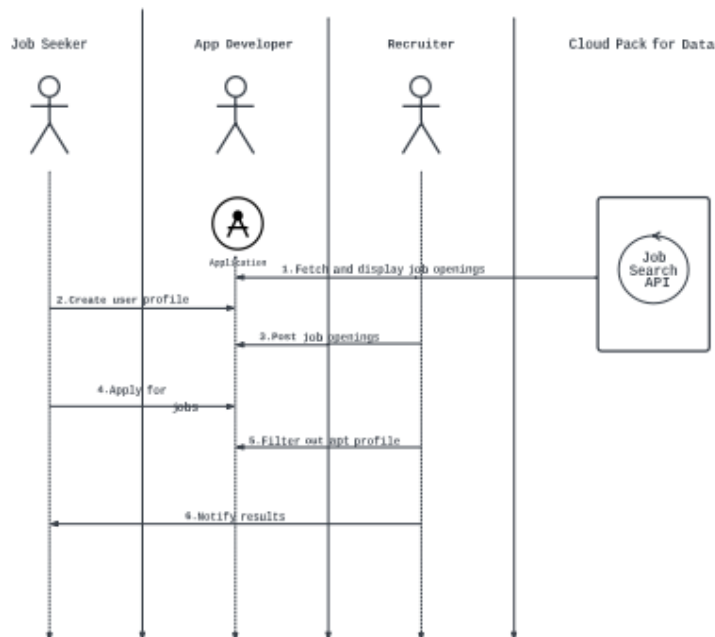 Job Seeker
App Developer
Recruiter
Cloud Pack for Data
Application
Job
Search
API
1.Fetch and display job openings
2.Create user profile
3.Post job openings
4.Apply for
jobs
5.Filter out apt profile
6.Notify results